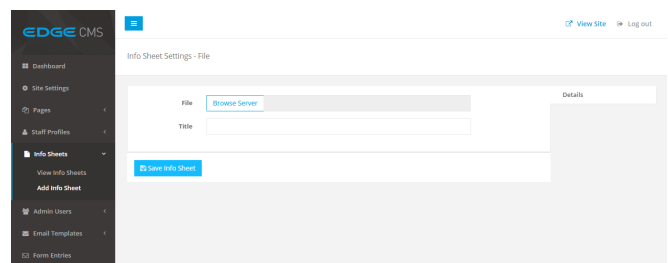 EDGE CMS
View Site
Log out
Dashboard
Info Sheet Settings - File
Site Settings
Pages
Staff Profiles
Info Sheets
View Info Sheets
Add Info Sheet
Admin Users
Email Templates
Form Entries
File
Browse Server
Title
Save Info Sheet
Details